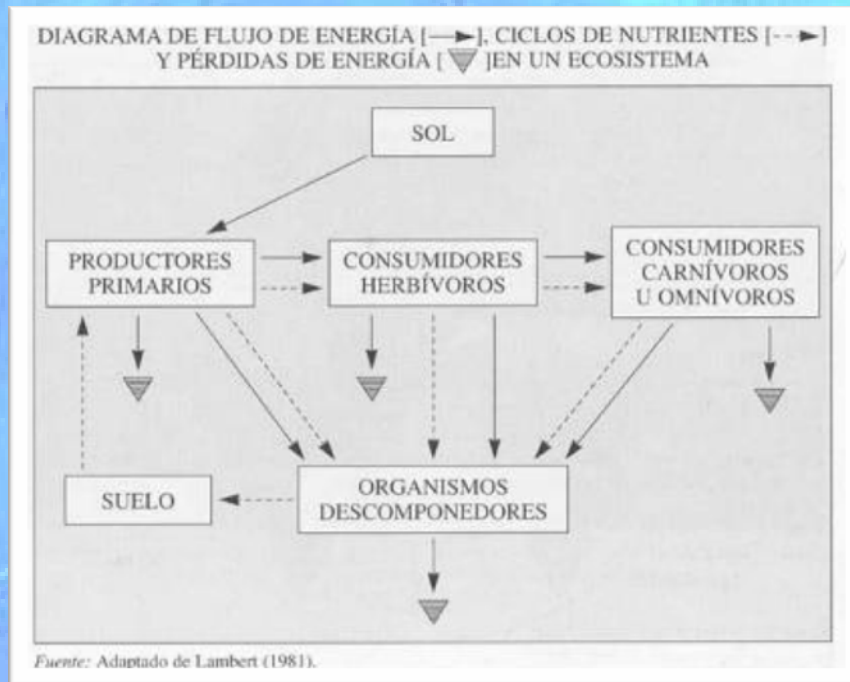 DIAGRAMA DE FLUJO DE ENERGÍA [⟶], CICLOS DE NUTRIENTES [--->]
Y PÉRDIDAS DE ENERGÍA [▼]EN UN ECOSISTEMA
SOL
PRODUCTORES
PRIMARIOS
CONSUMIDORES
HERBÍVOROS
CONSUMIDORES
CARNÍVOROS
U OMNÍVOROS
SUELO
ORGANISMOS
DESCOMPONEDORES
Fuente: Adaptado de Lambert (1981).